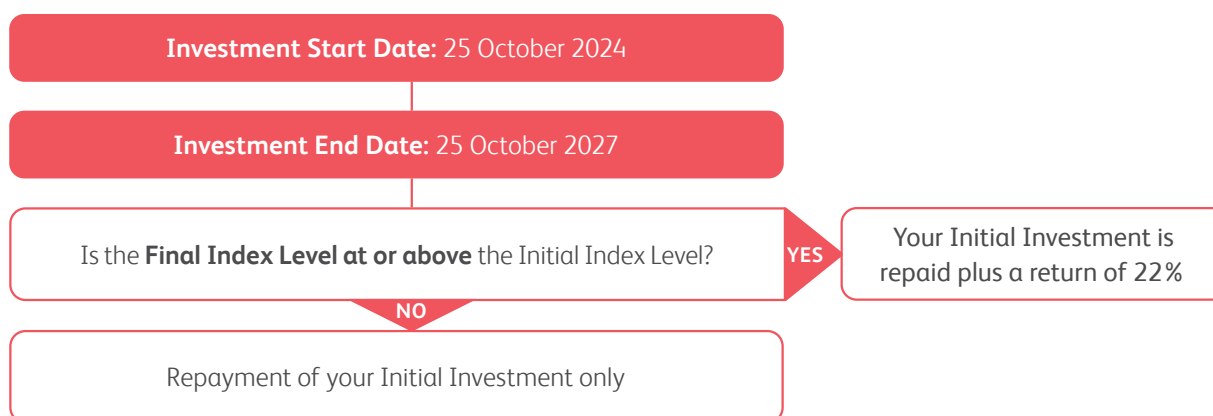 Investment Start Date: 25 October 2024
Investment End Date: 25 October 2027
Is the Final Index Level at or above the Initial Index Level?
YES
Your Initial Investment is
repaid plus a return of 22%
NO
Repayment of your Initial Investment only